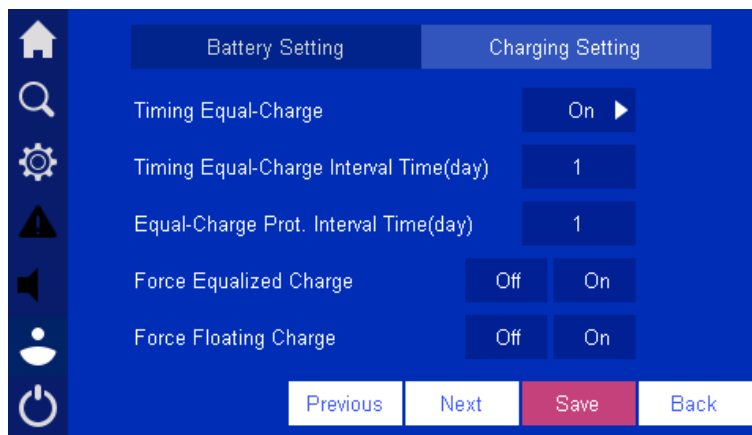 Battery Setting Charging Setting
Timing Equal-Charge On
Timing Equal-Charge Interval Time(day) 1
Equal-Charge Prot. Interval Time(day) 1
Force Equalized Charge Off On
Force Floating Charge Off On
Previous Next Save Back